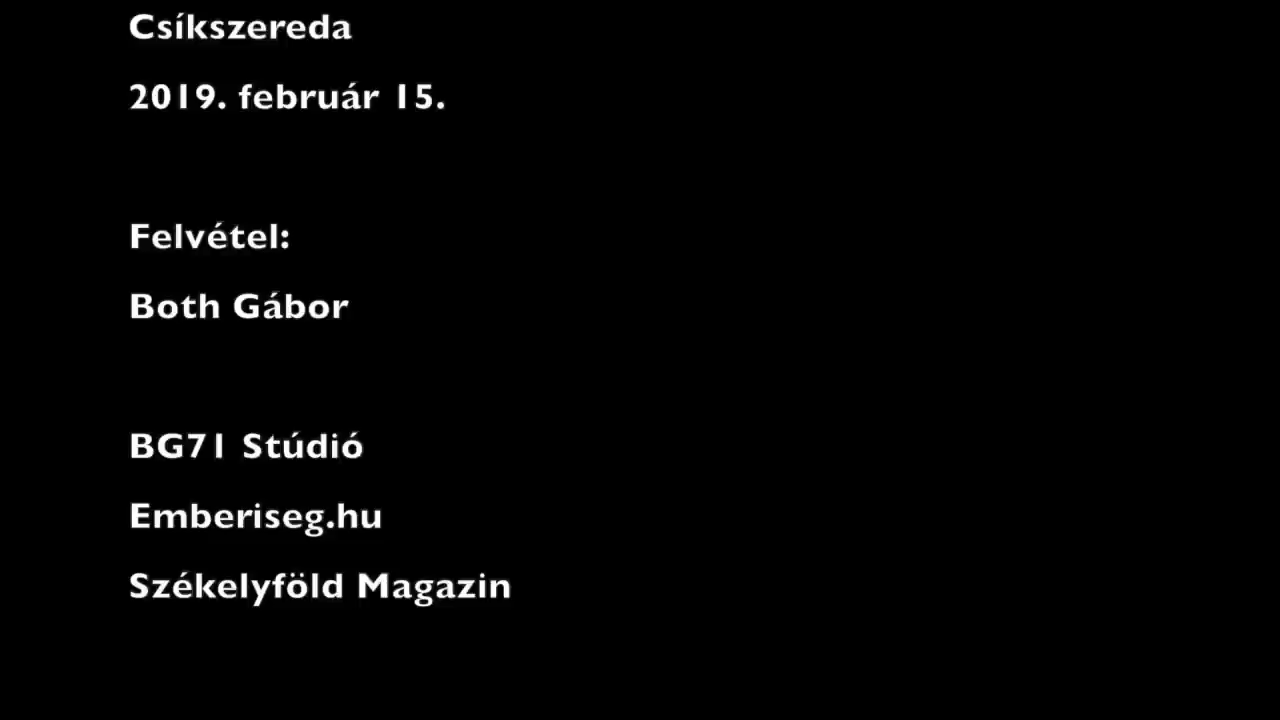 Csíkszereda
2019. február 15.
Felvétel:
Both Gábor
BG71 Stúdió
Emberiseg.hu
Székelyföld Magazin